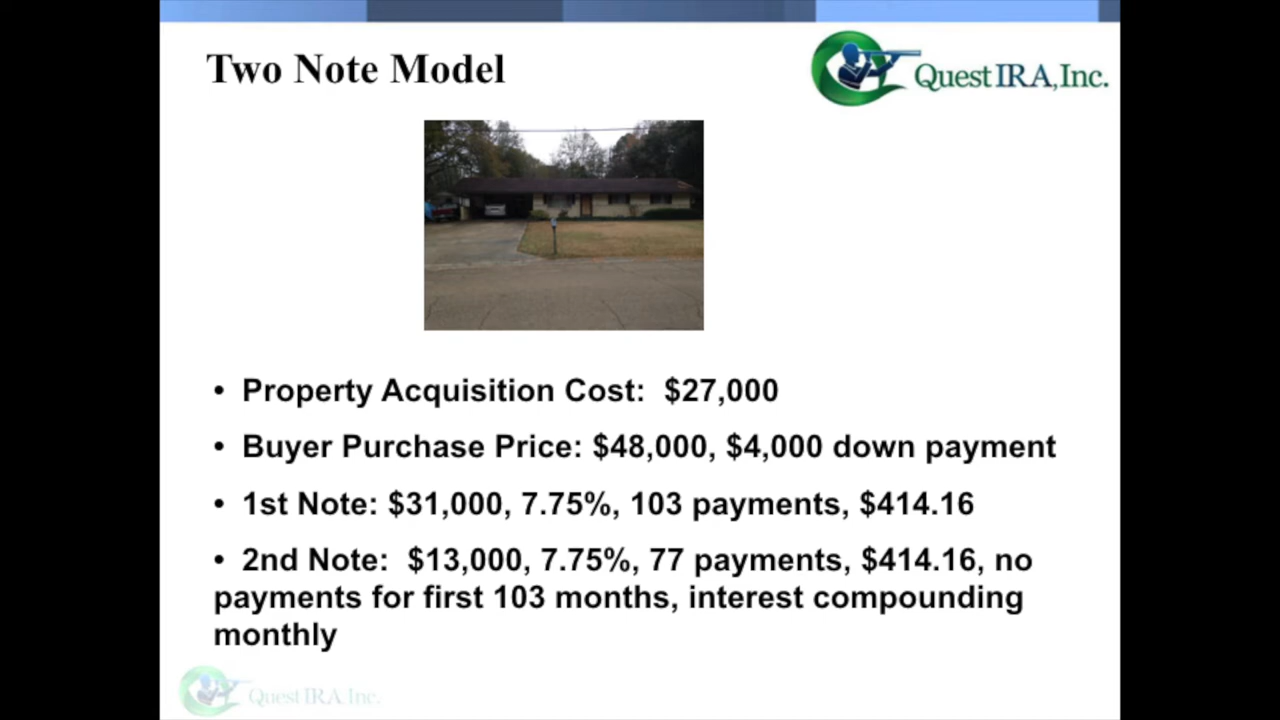 Two Note Model
Quest IRA, Inc.
• Property Acquisition Cost:  $27,000
• Buyer Purchase Price: $48,000, $4,000 down payment
• 1st Note: $31,000, 7.75%, 103 payments, $414.16
• 2nd Note:  $13,000, 7.75%, 77 payments, $414.16, no
payments for first 103 months, interest compounding
monthly
Quest IRA, Inc.